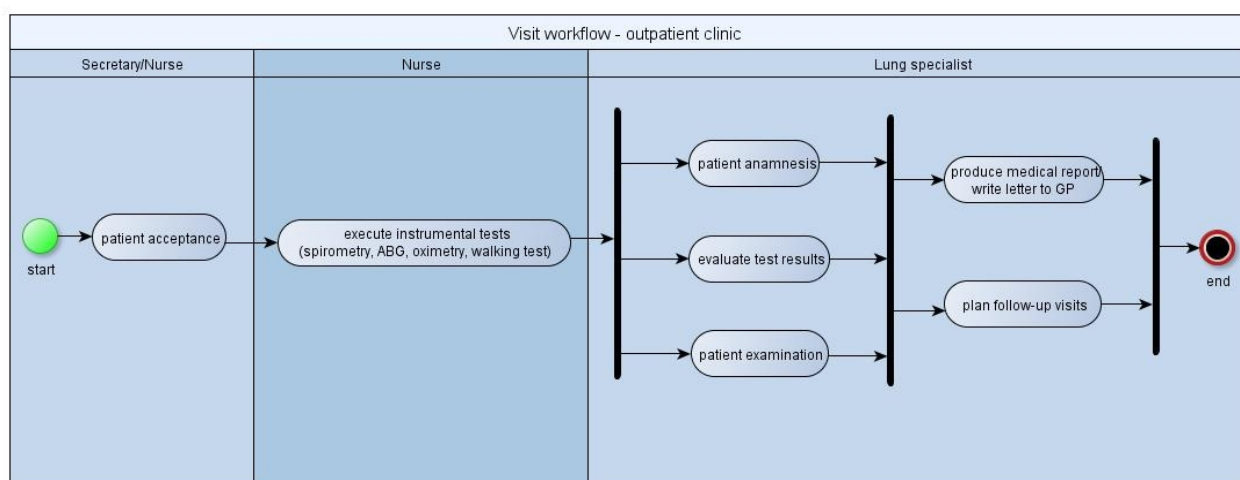 Visit workflow - outpatient clinic
Secretary/Nurse
Nurse
Lung specialist
start
patient acceptance
execute instrumental tests
(spirometry, ABG, oximetry, walking test)
patient anamnesis
evaluate test results
patient examination
produce medical report/
write letter to GP
plan follow-up visits
end